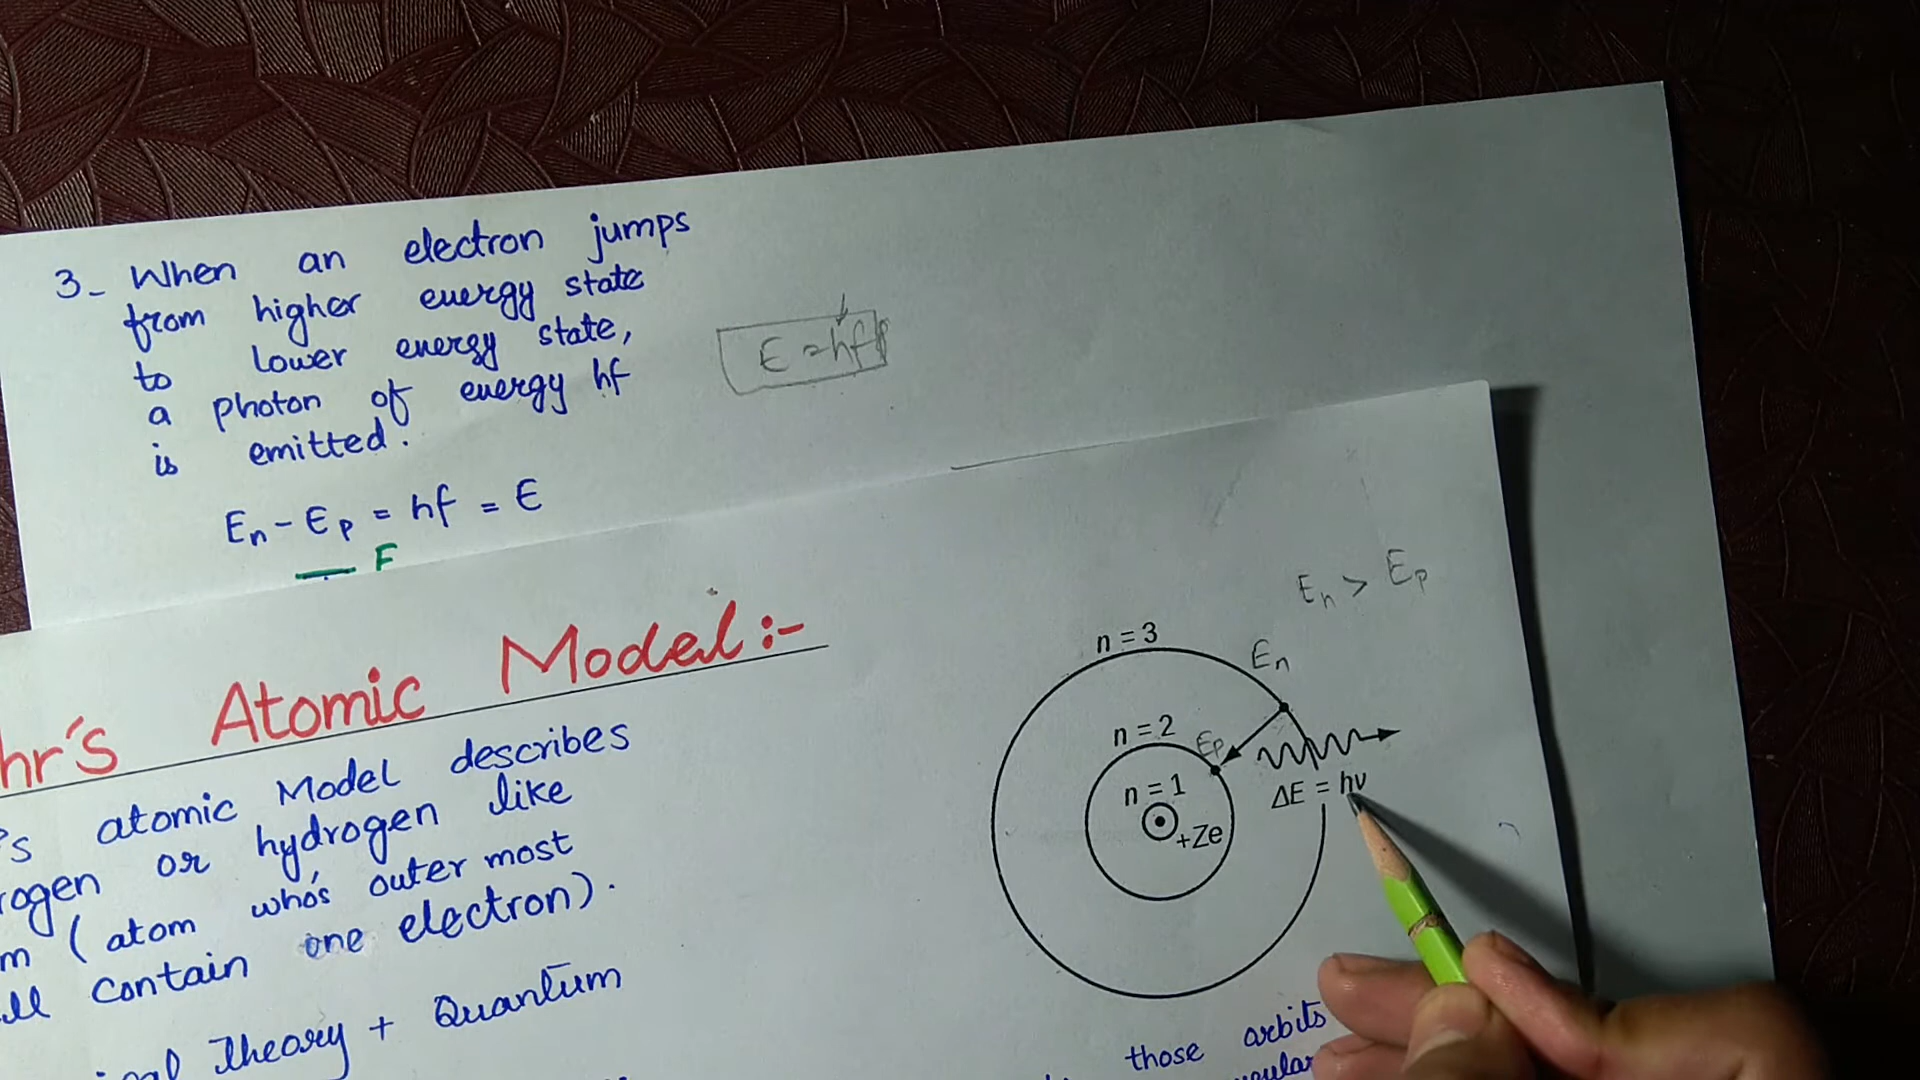 3- When an electron jumps
from higher energy state
to lower energy state,
a photon of energy hf
is emitted.
E = hf
En - Ep = hf = E
E
hr's Atomic Model:-
's atomic Model describes
rogen or hydrogen like
m (atom who's outer most
ll contain one electron).
Theory + Quantum
En > Ep
n = 3
En
n = 2
Ep
n = 1
+Ze
ΔE = hν
those orbits